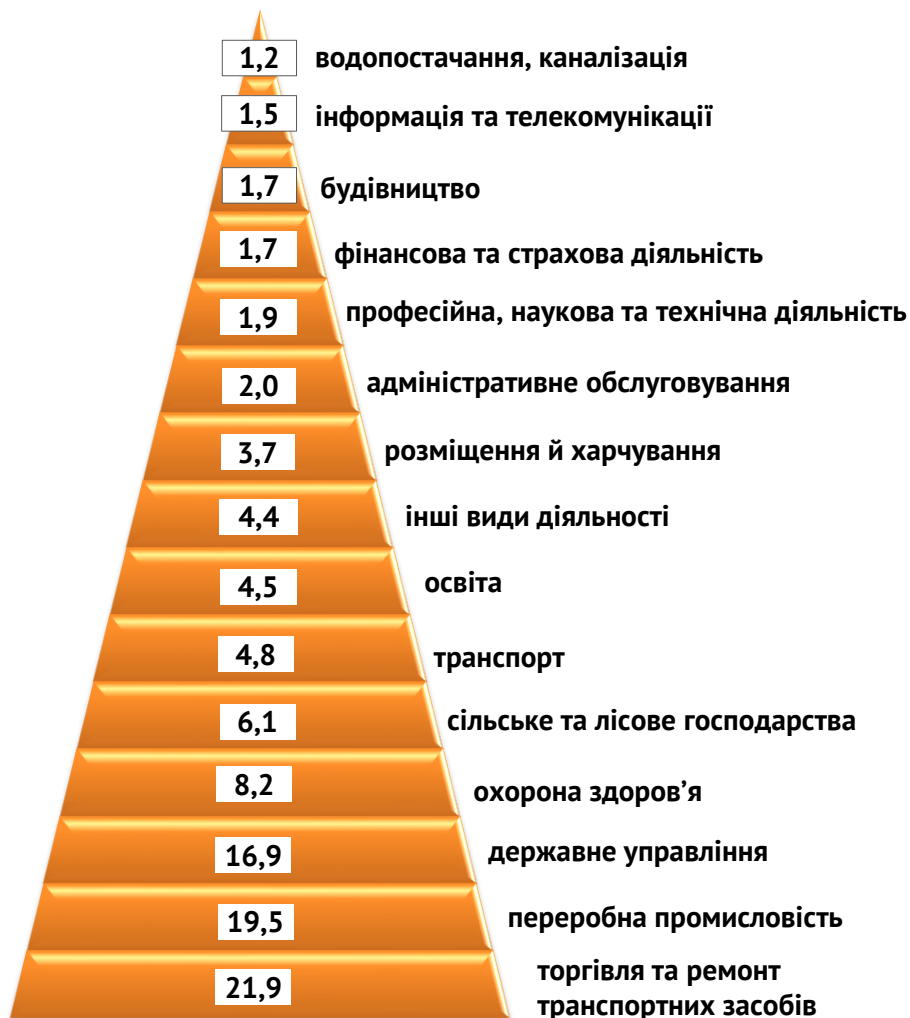 1,2 водопостачання, каналізація
1,5 інформація та телекомунікації
1,7 будівництво
1,7 фінансова та страхова діяльність
1,9 професійна, наукова та технічна діяльність
2,0 адміністративне обслуговування
3,7 розміщення й харчування
4,4 інші види діяльності
4,5 освіта
4,8 транспорт
6,1 сільське та лісове господарства
8,2 охорона здоров’я
16,9 державне управління
19,5 переробна промисловість
21,9 торгівля та ремонт
транспортних засобів